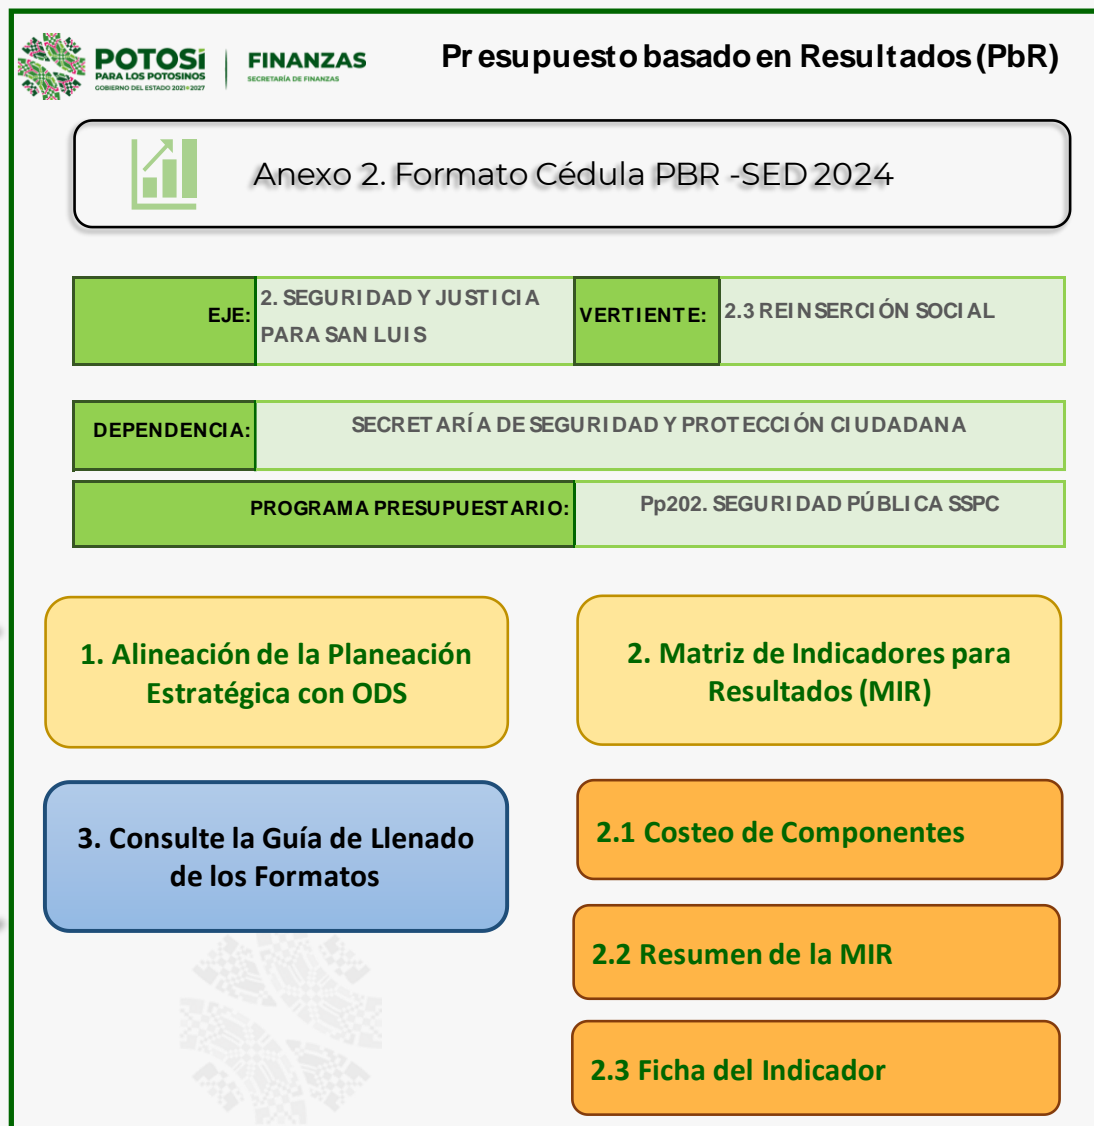 POTOSÍ
PARA LOS POTOSINOS
GOBIERNO DEL ESTADO 2021-2027
FINANZAS
SECRETARÍA DE FINANZAS
Presupuesto basado en Resultados (PbR)
Anexo 2. Formato Cédula PBR -SED 2024
EJE:
2. SEGURIDAD Y JUSTICIA
PARA SAN LUIS
VERTIENTE:
2.3 REINSERCIÓN SOCIAL
DEPENDENCIA:
SECRETARÍA DE SEGURIDAD Y PROTECCIÓN CIUDADANA
PROGRAMA PRESUPUESTARIO:
Pp202. SEGURIDAD PÚBLICA SSPC
1. Alineación de la Planeación
Estratégica con ODS
2. Matriz de Indicadores para
Resultados (MIR)
3. Consulte la Guía de Llenado
de los Formatos
2.1 Costeo de Componentes
2.2 Resumen de la MIR
2.3 Ficha del Indicador